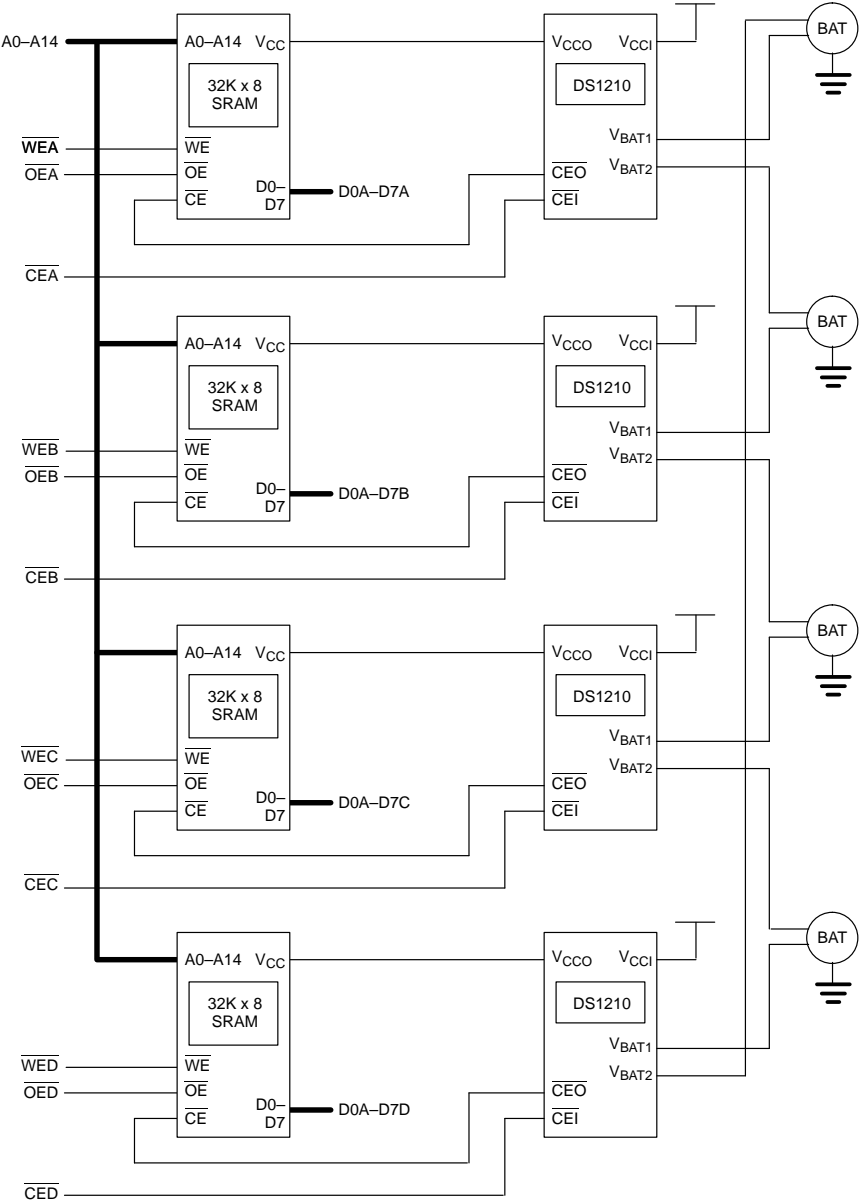 A0–A14
A0–A14 VCC
32K x 8
SRAM
WEA
WE
OEA
OE
CE
D0–
D7
D0A–D7A
CEA
VCCO VCCI
DS1210
VBAT1
VBAT2
CEO
CEI
BAT
A0–A14 VCC
32K x 8
SRAM
WEB
WE
OEB
OE
CE
D0–
D7
D0A–D7B
CEB
VCCO VCCI
DS1210
VBAT1
VBAT2
CEO
CEI
BAT
A0–A14 VCC
32K x 8
SRAM
WEC
WE
OEC
OE
CE
D0–
D7
D0A–D7C
CEC
VCCO VCCI
DS1210
VBAT1
VBAT2
CEO
CEI
BAT
A0–A14 VCC
32K x 8
SRAM
WED
WE
OED
OE
CE
D0–
D7
D0A–D7D
CED
VCCO VCCI
DS1210
VBAT1
VBAT2
CEO
CEI
BAT